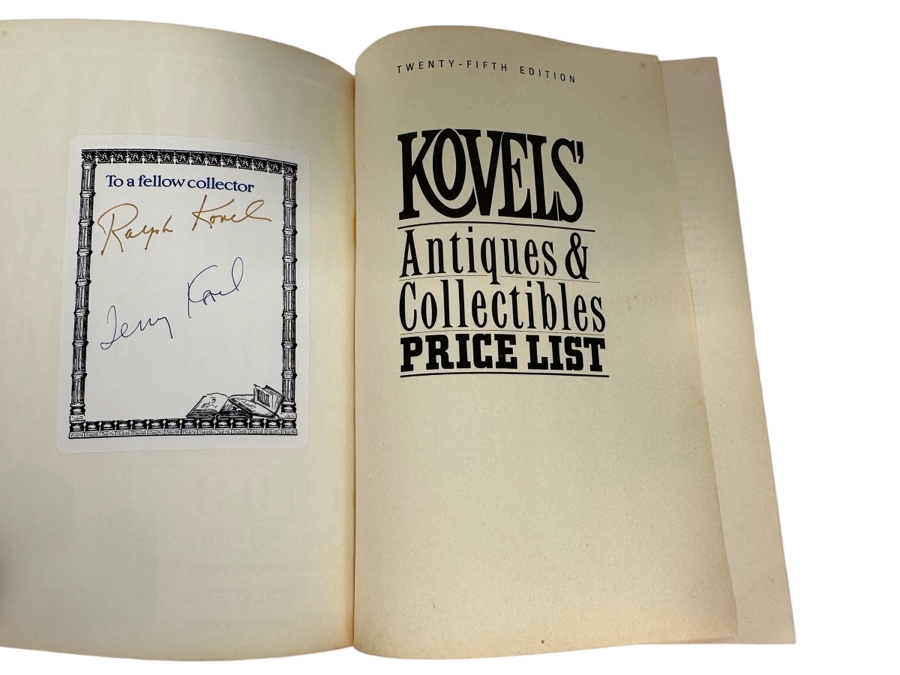 To a fellow collector
Ralph Kovel
Terry Kovel
TWENTY-FIFTH EDITION
KOVELS'
Antiques &
Collectibles
PRICE LIST